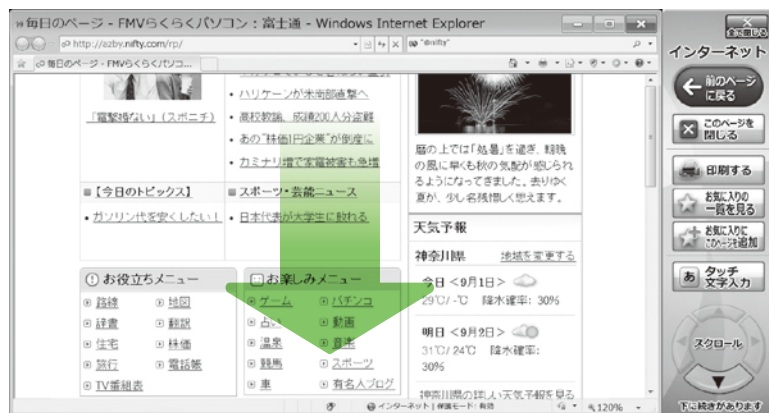 毎日のページ - FMVらくらくパソコン：富士通 - Windows Internet Explorer
http://azby.nifty.com/rp/
"@nifty"
毎日のページ - FMVらくらくパソコ...
「電撃婚ない」（スポニチ）
・ハリケーンが米南部直撃へ
・高校教諭、成績200人分盗難
・あの"株価1円企業"が倒産に
・カミナリ増で家電被害も急増
【今日のトピックス】
・ガソリン代を安くしたい！
スポーツ・芸能ニュース
・日本代表が大学生に敗れる
お役立ちメニュー
路線
地図
辞書
翻訳
住宅
株価
旅行
電話帳
TV番組表
お楽しみメニュー
ゲーム
パチンコ
占い
動画
温泉
音楽
競馬
スポーツ
車
有名人ブログ
暦の上では「処暑」を過ぎ、朝晩
の風に早くも秋の気配が感じられ
るようになってきました。去りゆく
夏が、少し名残惜しく思えます。
天気予報
神奈川県
地域を変更する
今日 <9月1日>
29℃/-℃ 降水確率: 30%
明日 <9月2日>
31℃/24℃ 降水確率:
30%
神奈川県の詳しい天気予報を見る
インターネット | 保護モード: 有効
120%
全て閉じる
インターネット
前のページ
に戻る
このページを
閉じる
印刷する
お気に入りの
一覧を見る
お気に入りに
このページを追加
あ
タッチ
文字入力
スクロール
下に続きがあります